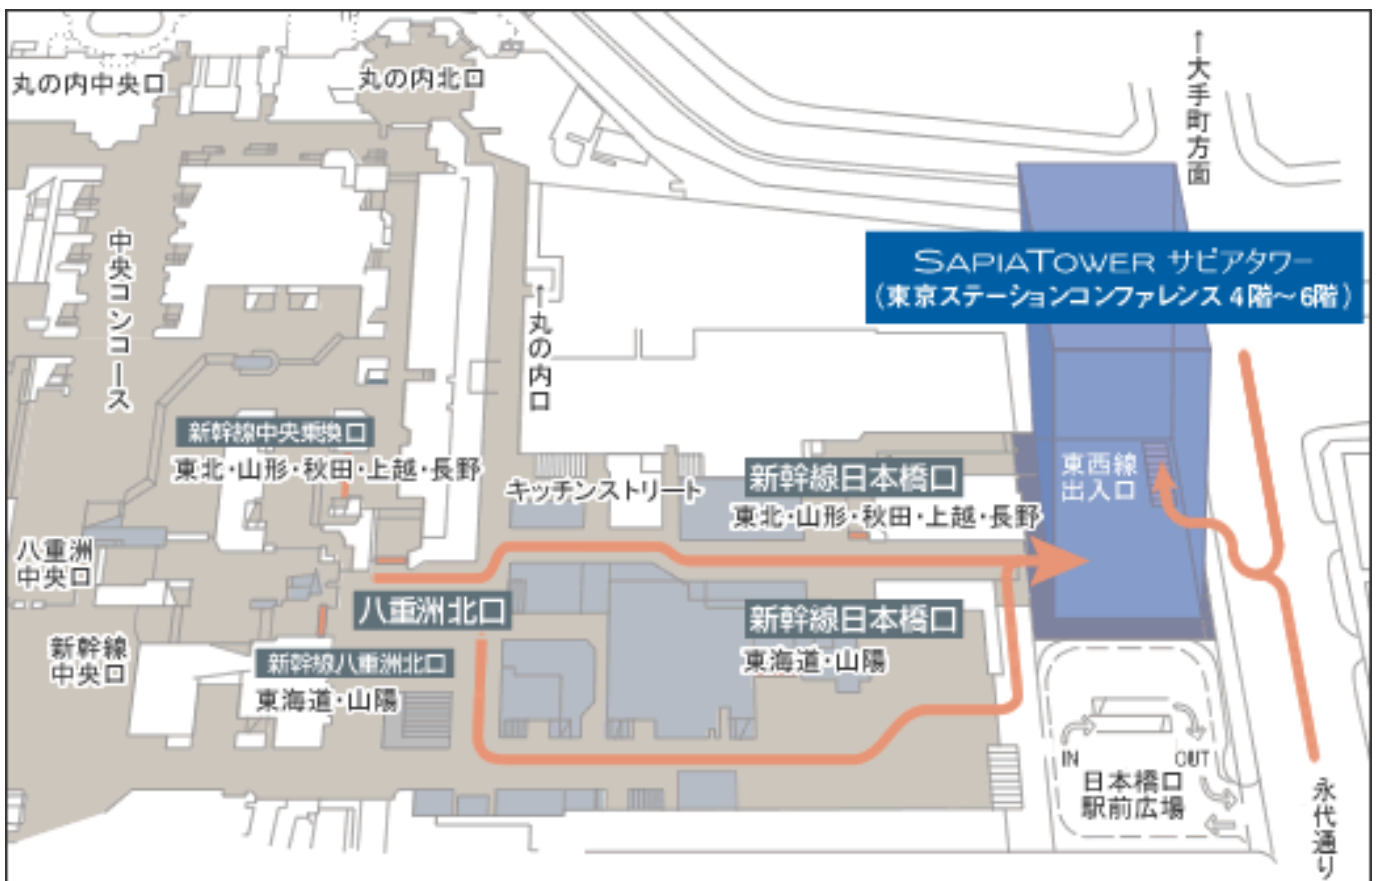 丸の内中央口
丸の内北口
↑大手町方面
SAPIATOWER サピアタワー
(東京ステーションコンファレンス 4階～6階)
中央コンコース
↑丸の内口
新幹線中央乗換口
東北・山形・秋田・上越・長野
キッチンストリート
新幹線日本橋口
東北・山形・秋田・上越・長野
東西線
出入口
八重洲
中央口
八重洲北口
新幹線日本橋口
東海道・山陽
新幹線
中央口
新幹線八重洲北口
東海道・山陽
IN
OUT
日本橋口
駅前広場
永代通り